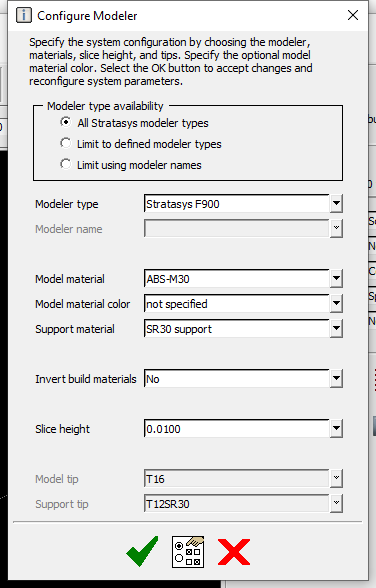 Configure Modeler
Specify the system configuration by choosing the modeler,
materials, slice height, and tips. Specify the optional model
material color. Select the OK button to accept changes and
reconfigure system parameters.
Modeler type availability
All Stratasys modeler types
Limit to defined modeler types
Limit using modeler names
Modeler type Stratasys F900
Modeler name
Model material ABS-M30
Model material color not specified
Support material SR30 support
Invert build materials No
Slice height 0.0100
Model tip T16
Support tip T12SR30